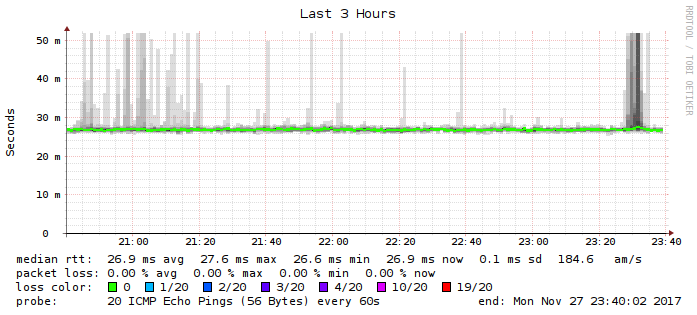 Last 3 Hours
RRDTOOL / TOBI OETIKER
Seconds
50 m
40 m
30 m
20 m
10 m
0
21:00 21:20 21:40 22:00 22:20 22:40 23:00 23:20 23:40
median rtt: 26.9 ms avg 27.6 ms max 26.6 ms min 26.9 ms now 0.1 ms sd 184.6 am/s
packet loss: 0.00 % avg 0.00 % max 0.00 % min 0.00 % now
loss color: 0 1/20 2/20 3/20 4/20 10/20 19/20
probe: 20 ICMP Echo Pings (56 Bytes) every 60s end: Mon Nov 27 23:40:02 2017